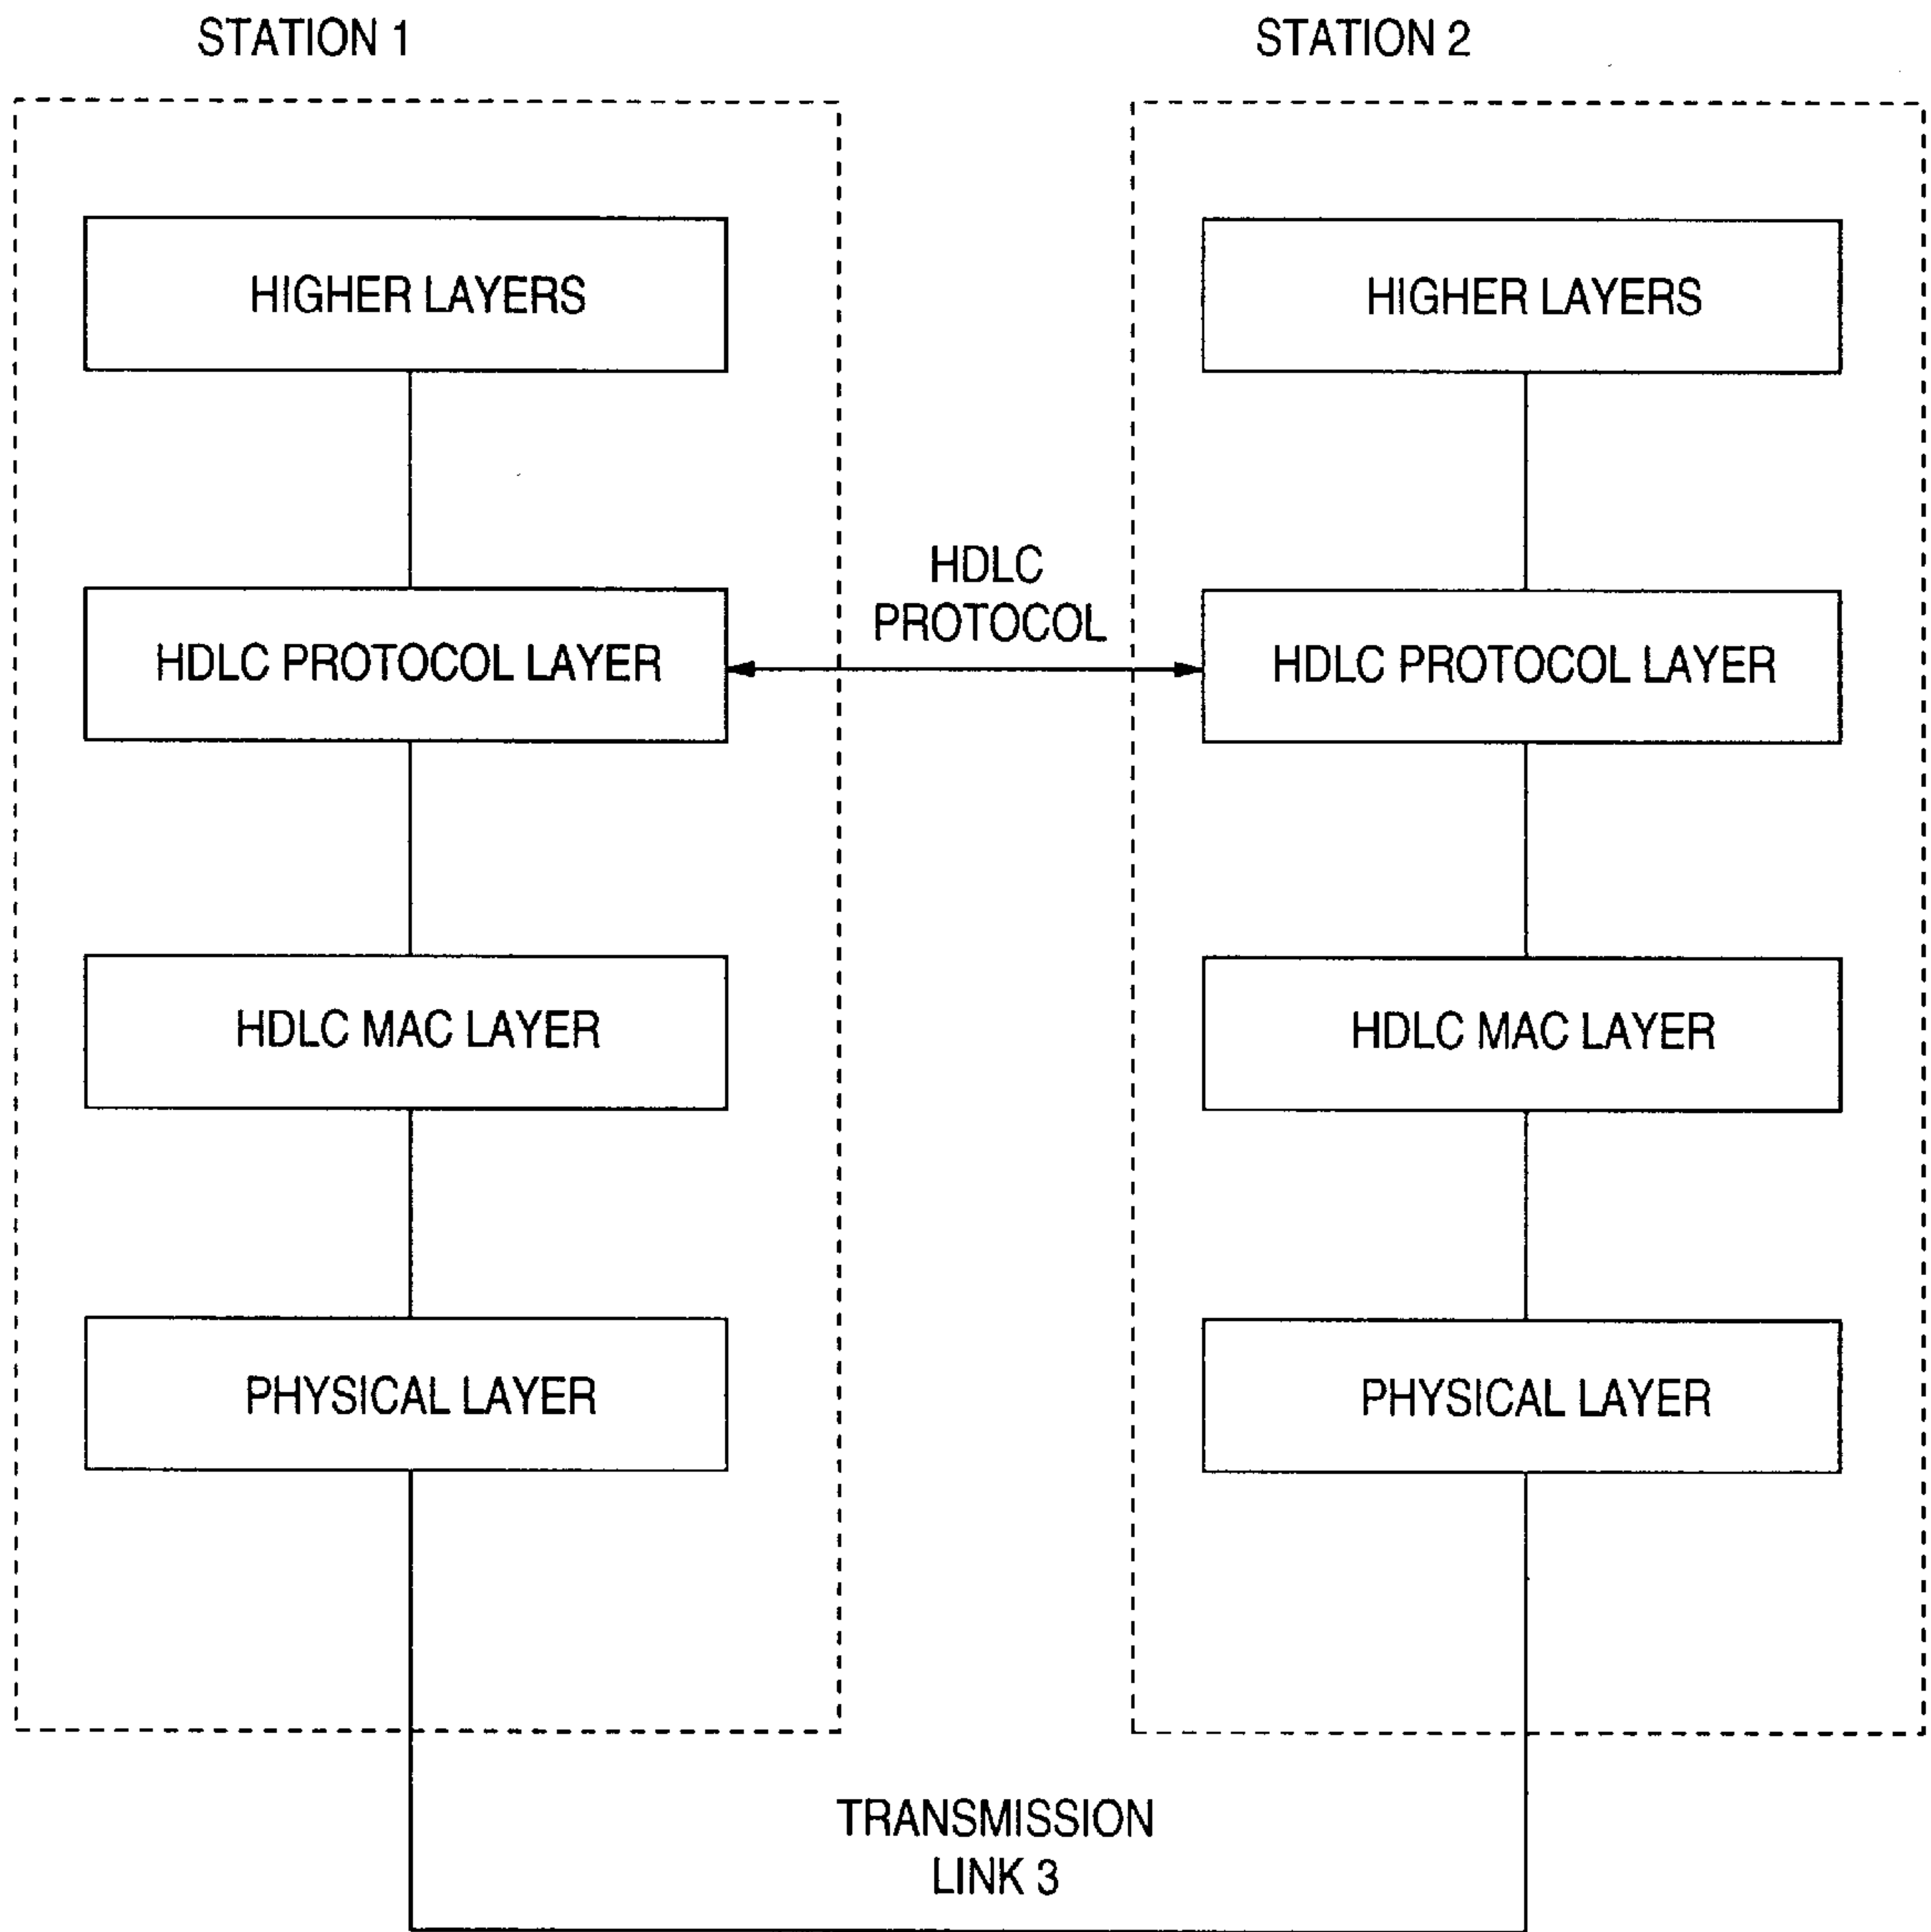 STATION 1
STATION 2
HIGHER LAYERS
HIGHER LAYERS
HDLC
PROTOCOL
HDLC PROTOCOL LAYER
HDLC PROTOCOL LAYER
HDLC MAC LAYER
HDLC MAC LAYER
PHYSICAL LAYER
PHYSICAL LAYER
TRANSMISSION
LINK 3